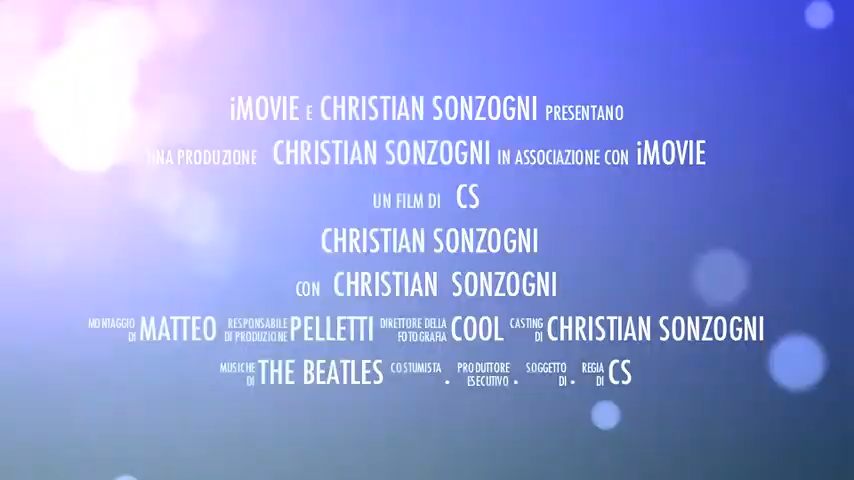 iMOVIE E CHRISTIAN SONZOGNI PRESENTANO
UNA PRODUZIONE CHRISTIAN SONZOGNI IN ASSOCIAZIONE CON iMOVIE
UN FILM DI CS
CHRISTIAN SONZOGNI
CON CHRISTIAN SONZOGNI
MONTAGGIO DI MATTEO RESPONSABILE DI PRODUZIONE PELLETTI DIRETTORE DELLA FOTOGRAFIA COOL CASTING DI CHRISTIAN SONZOGNI
MUSICHE DI THE BEATLES COSTUMISTA . PRODUTTORE ESECUTIVO . SOGGETTO DI . REGIA DI CS